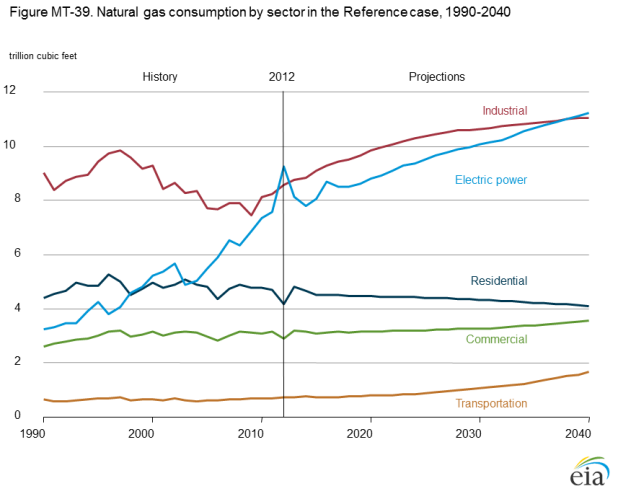 Figure MT-39. Natural gas consumption by sector in the Reference case, 1990-2040
trillion cubic feet
History 2012 Projections
12
Industrial
10
Electric power
8
6
Residential
4
Commercial
2
Transportation
0
1990 2000 2010 2020 2030 2040
eia